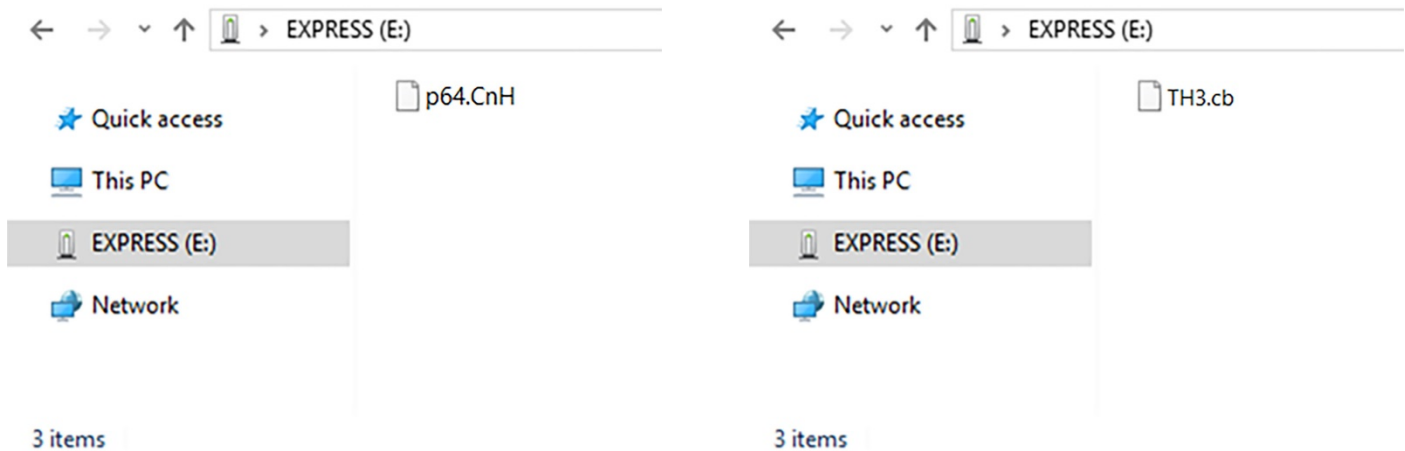 EXPRESS (E:)
Quick access
This PC
EXPRESS (E:)
Network
p64.CnH
3 items
EXPRESS (E:)
Quick access
This PC
EXPRESS (E:)
Network
TH3.cb
3 items